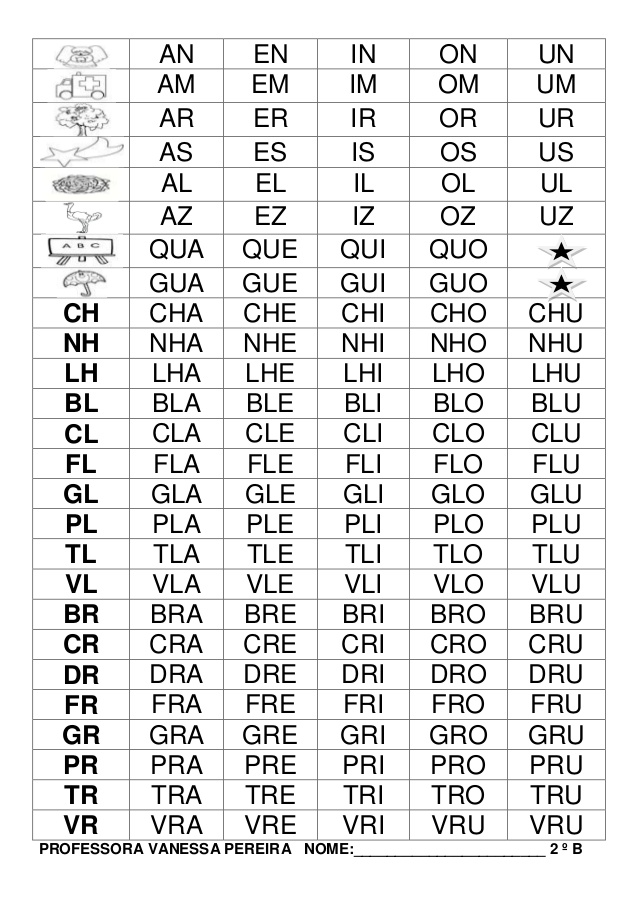 AN EN IN ON UN
AM EM IM OM UM
AR ER IR OR UR
AS ES IS OS US
AL EL IL OL UL
AZ EZ IZ OZ UZ
A B C QUA QUE QUI QUO
GUA GUE GUI GUO
CH CHA CHE CHI CHO CHU
NH NHA NHE NHI NHO NHU
LH LHA LHE LHI LHO LHU
BL BLA BLE BLI BLO BLU
CL CLA CLE CLI CLO CLU
FL FLA FLE FLI FLO FLU
GL GLA GLE GLI GLO GLU
PL PLA PLE PLI PLO PLU
TL TLA TLE TLI TLO TLU
VL VLA VLE VLI VLO VLU
BR BRA BRE BRI BRO BRU
CR CRA CRE CRI CRO CRU
DR DRA DRE DRI DRO DRU
FR FRA FRE FRI FRO FRU
GR GRA GRE GRI GRO GRU
PR PRA PRE PRI PRO PRU
TR TRA TRE TRI TRO TRU
VR VRA VRE VRI VRU VRU
PROFESSORA VANESSA PEREIRA NOME:_______________________ 2 º B